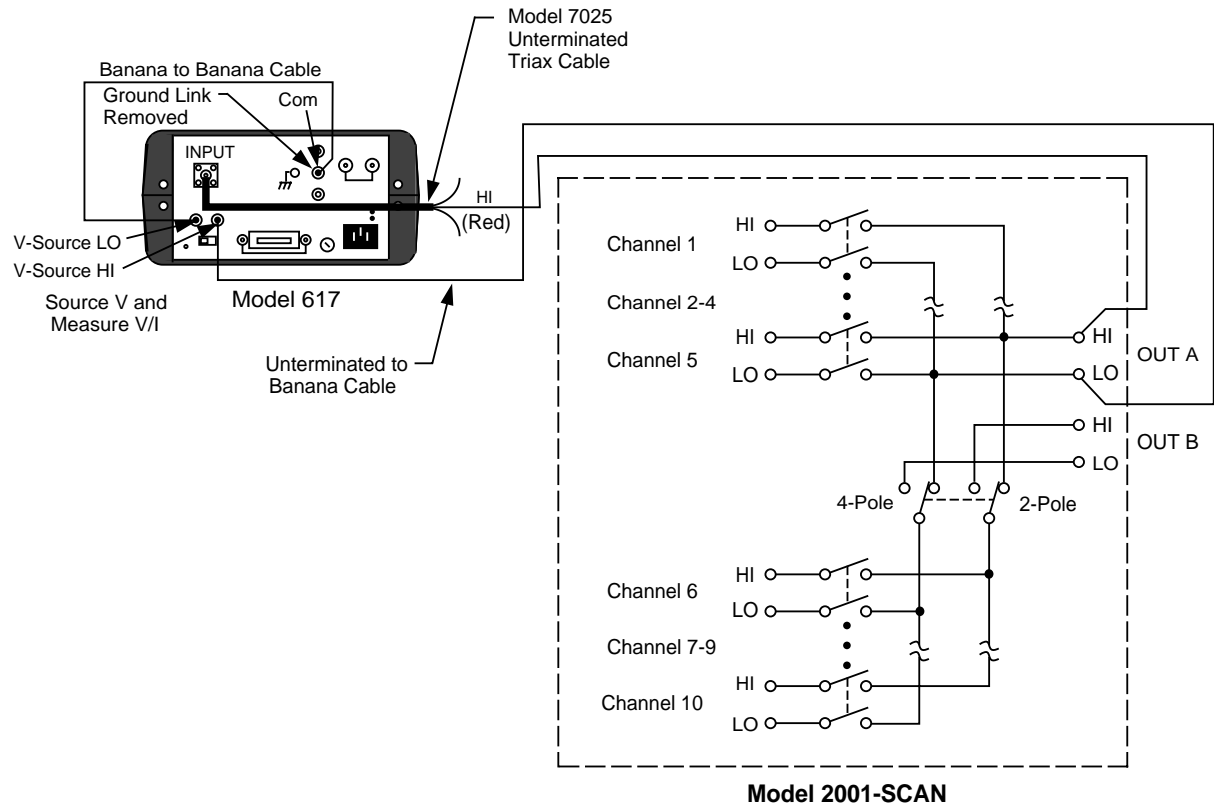 Model 7025
Unterminated
Triax Cable
Banana to Banana Cable
Ground Link
Removed
Com
INPUT
HI
(Red)
V-Source LO
V-Source HI
Source V and
Measure V/I
Model 617
Unterminated to
Banana Cable
Channel 1
HI
LO
Channel 2-4
Channel 5
HI
LO
HI
LO
OUT A
HI
LO
OUT B
4-Pole
2-Pole
Channel 6
HI
LO
Channel 7-9
Channel 10
HI
LO
Model 2001-SCAN